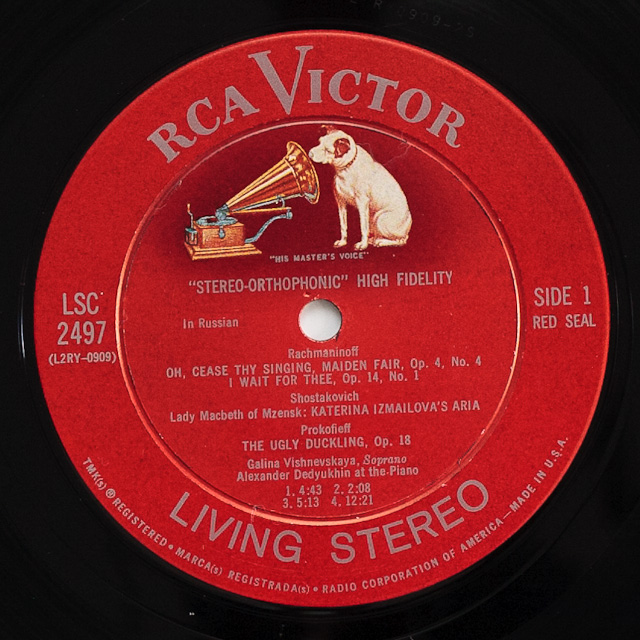 RCA VICTOR
"HIS MASTER'S VOICE"
"STEREO-ORTHOPHONIC" HIGH FIDELITY
LSC
2497
(L2RY-0909)
In Russian
SIDE 1
RED SEAL
Rachmaninoff
OH, CEASE THY SINGING, MAIDEN FAIR, Op. 4, No. 4
I WAIT FOR THEE, Op. 14, No. 1
Shostakovich
Lady Macbeth of Mzensk: KATERINA IZMAILOVA'S ARIA
Prokofieff
THE UGLY DUCKLING, Op. 18
Galina Vishnevskaya, Soprano
Alexander Dedyukhin at the Piano
1. 4:43 2. 2:08
3. 5:13 4. 12:21
LIVING STEREO
TMK(s) ® REGISTERED • MARCA(s) REGISTRADA(s) • RADIO CORPORATION OF AMERICA—MADE IN U.S.A.